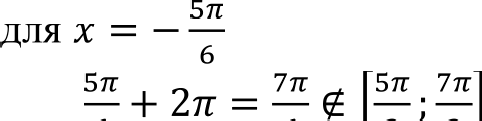 для x = − 5π/6
5π/ + 2π = 7π/ ∉ [5π/ ; 7π/ ]